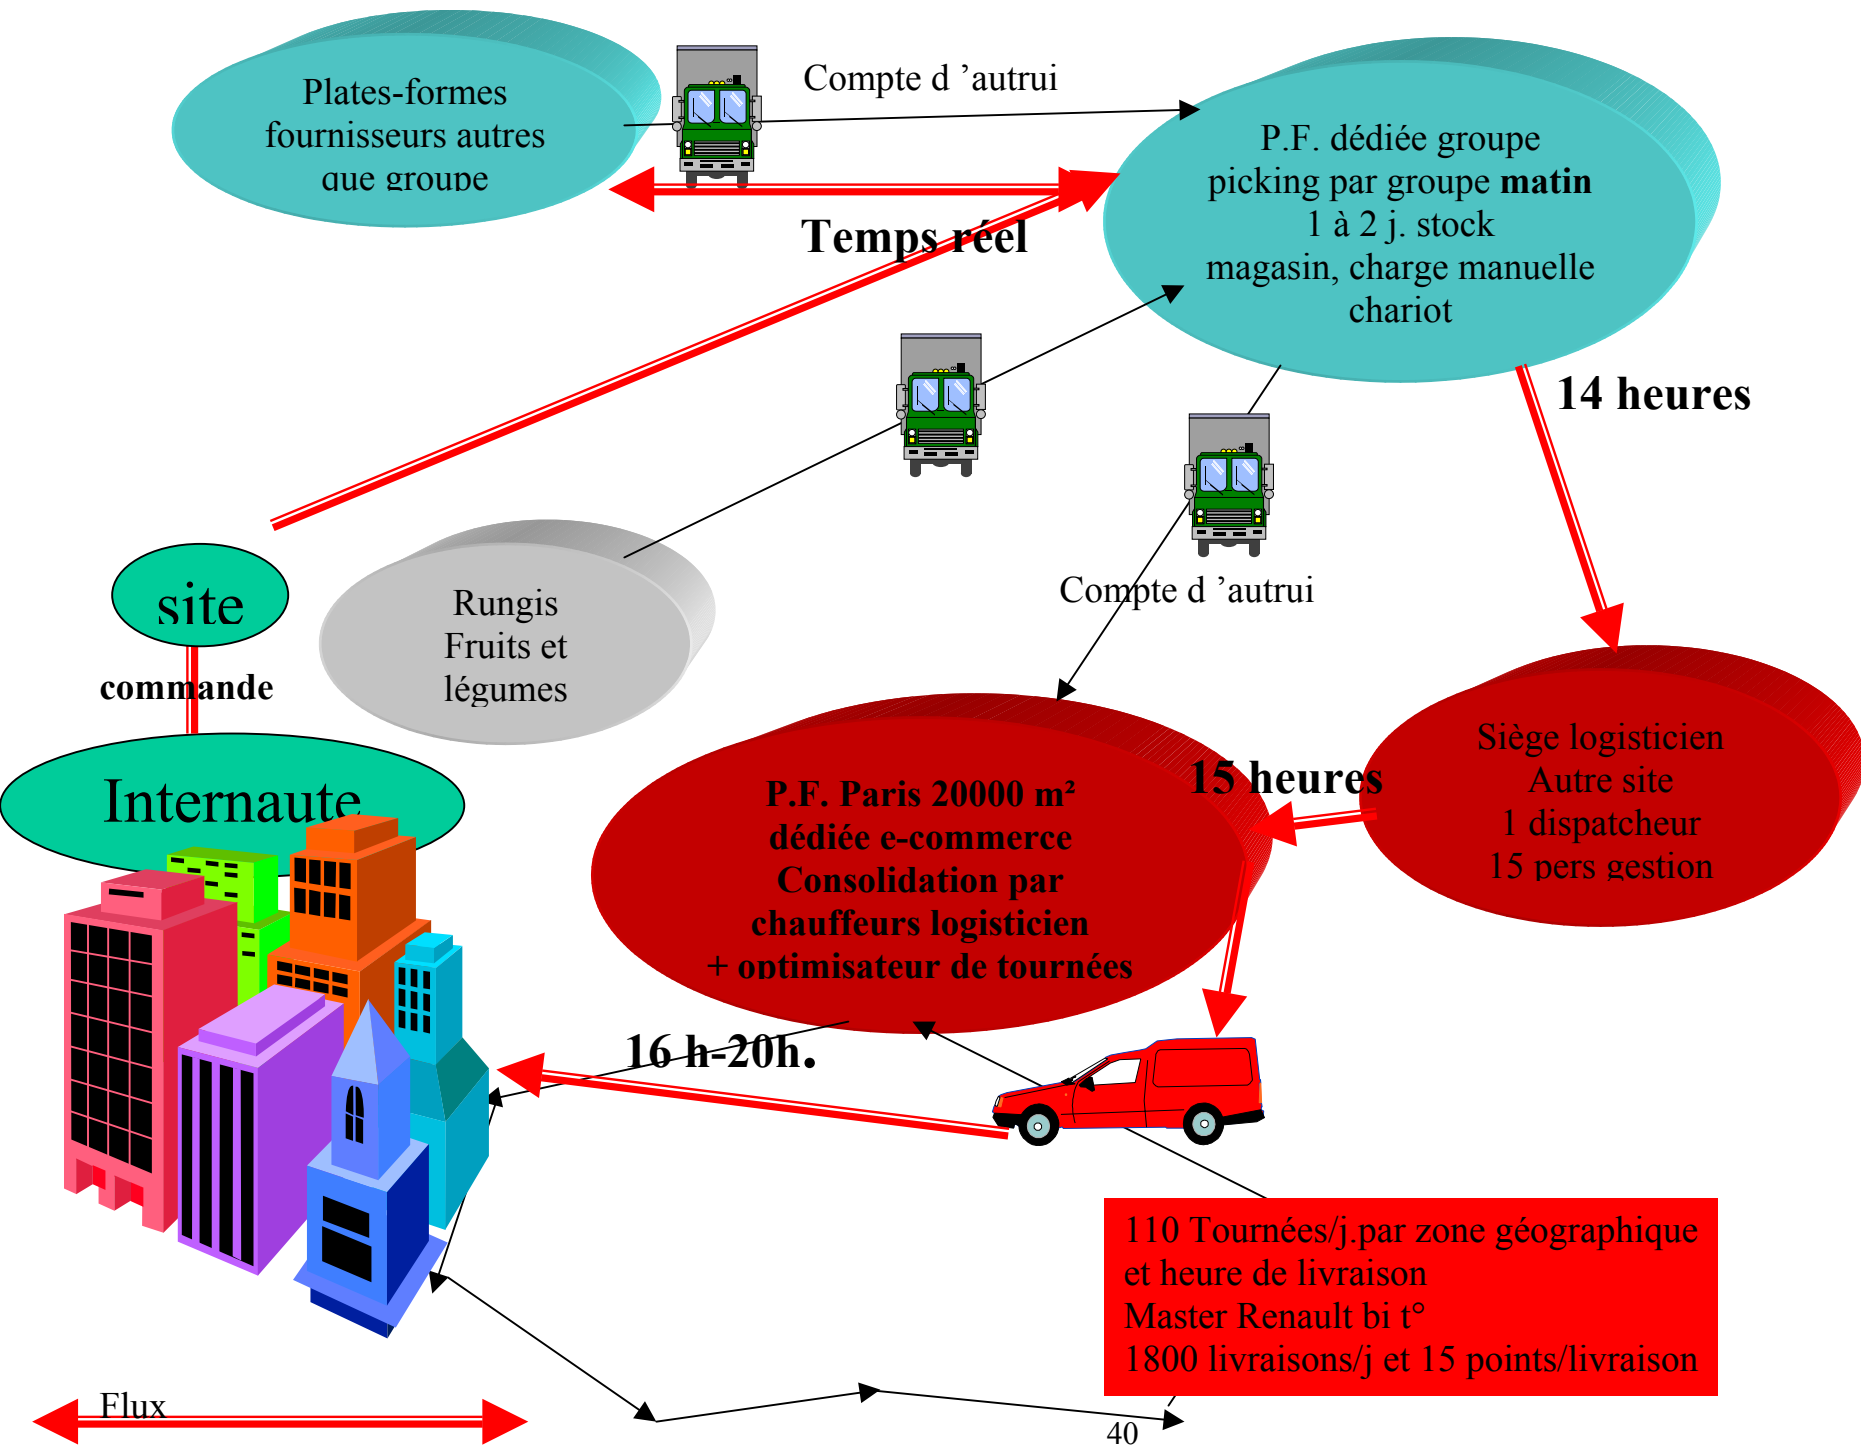 Plates-formes
fournisseurs autres
que groupe
Compte d ’autrui
P.F. dédiée groupe
picking par groupe matin
1 à 2 j. stock
magasin, charge manuelle
chariot
Temps réel
14 heures
site
commande
Internaute
Rungis
Fruits et
légumes
Compte d ’autrui
Siège logisticien
Autre site
1 dispatcheur
15 pers gestion
15 heures
P.F. Paris 20000 m²
dédiée e-commerce
Consolidation par
chauffeurs logisticien
+ optimisateur de tournées
16 h-20h.
110 Tournées/j.par zone géographique
et heure de livraison
Master Renault bi t°
1800 livraisons/j et 15 points/livraison
Flux
40